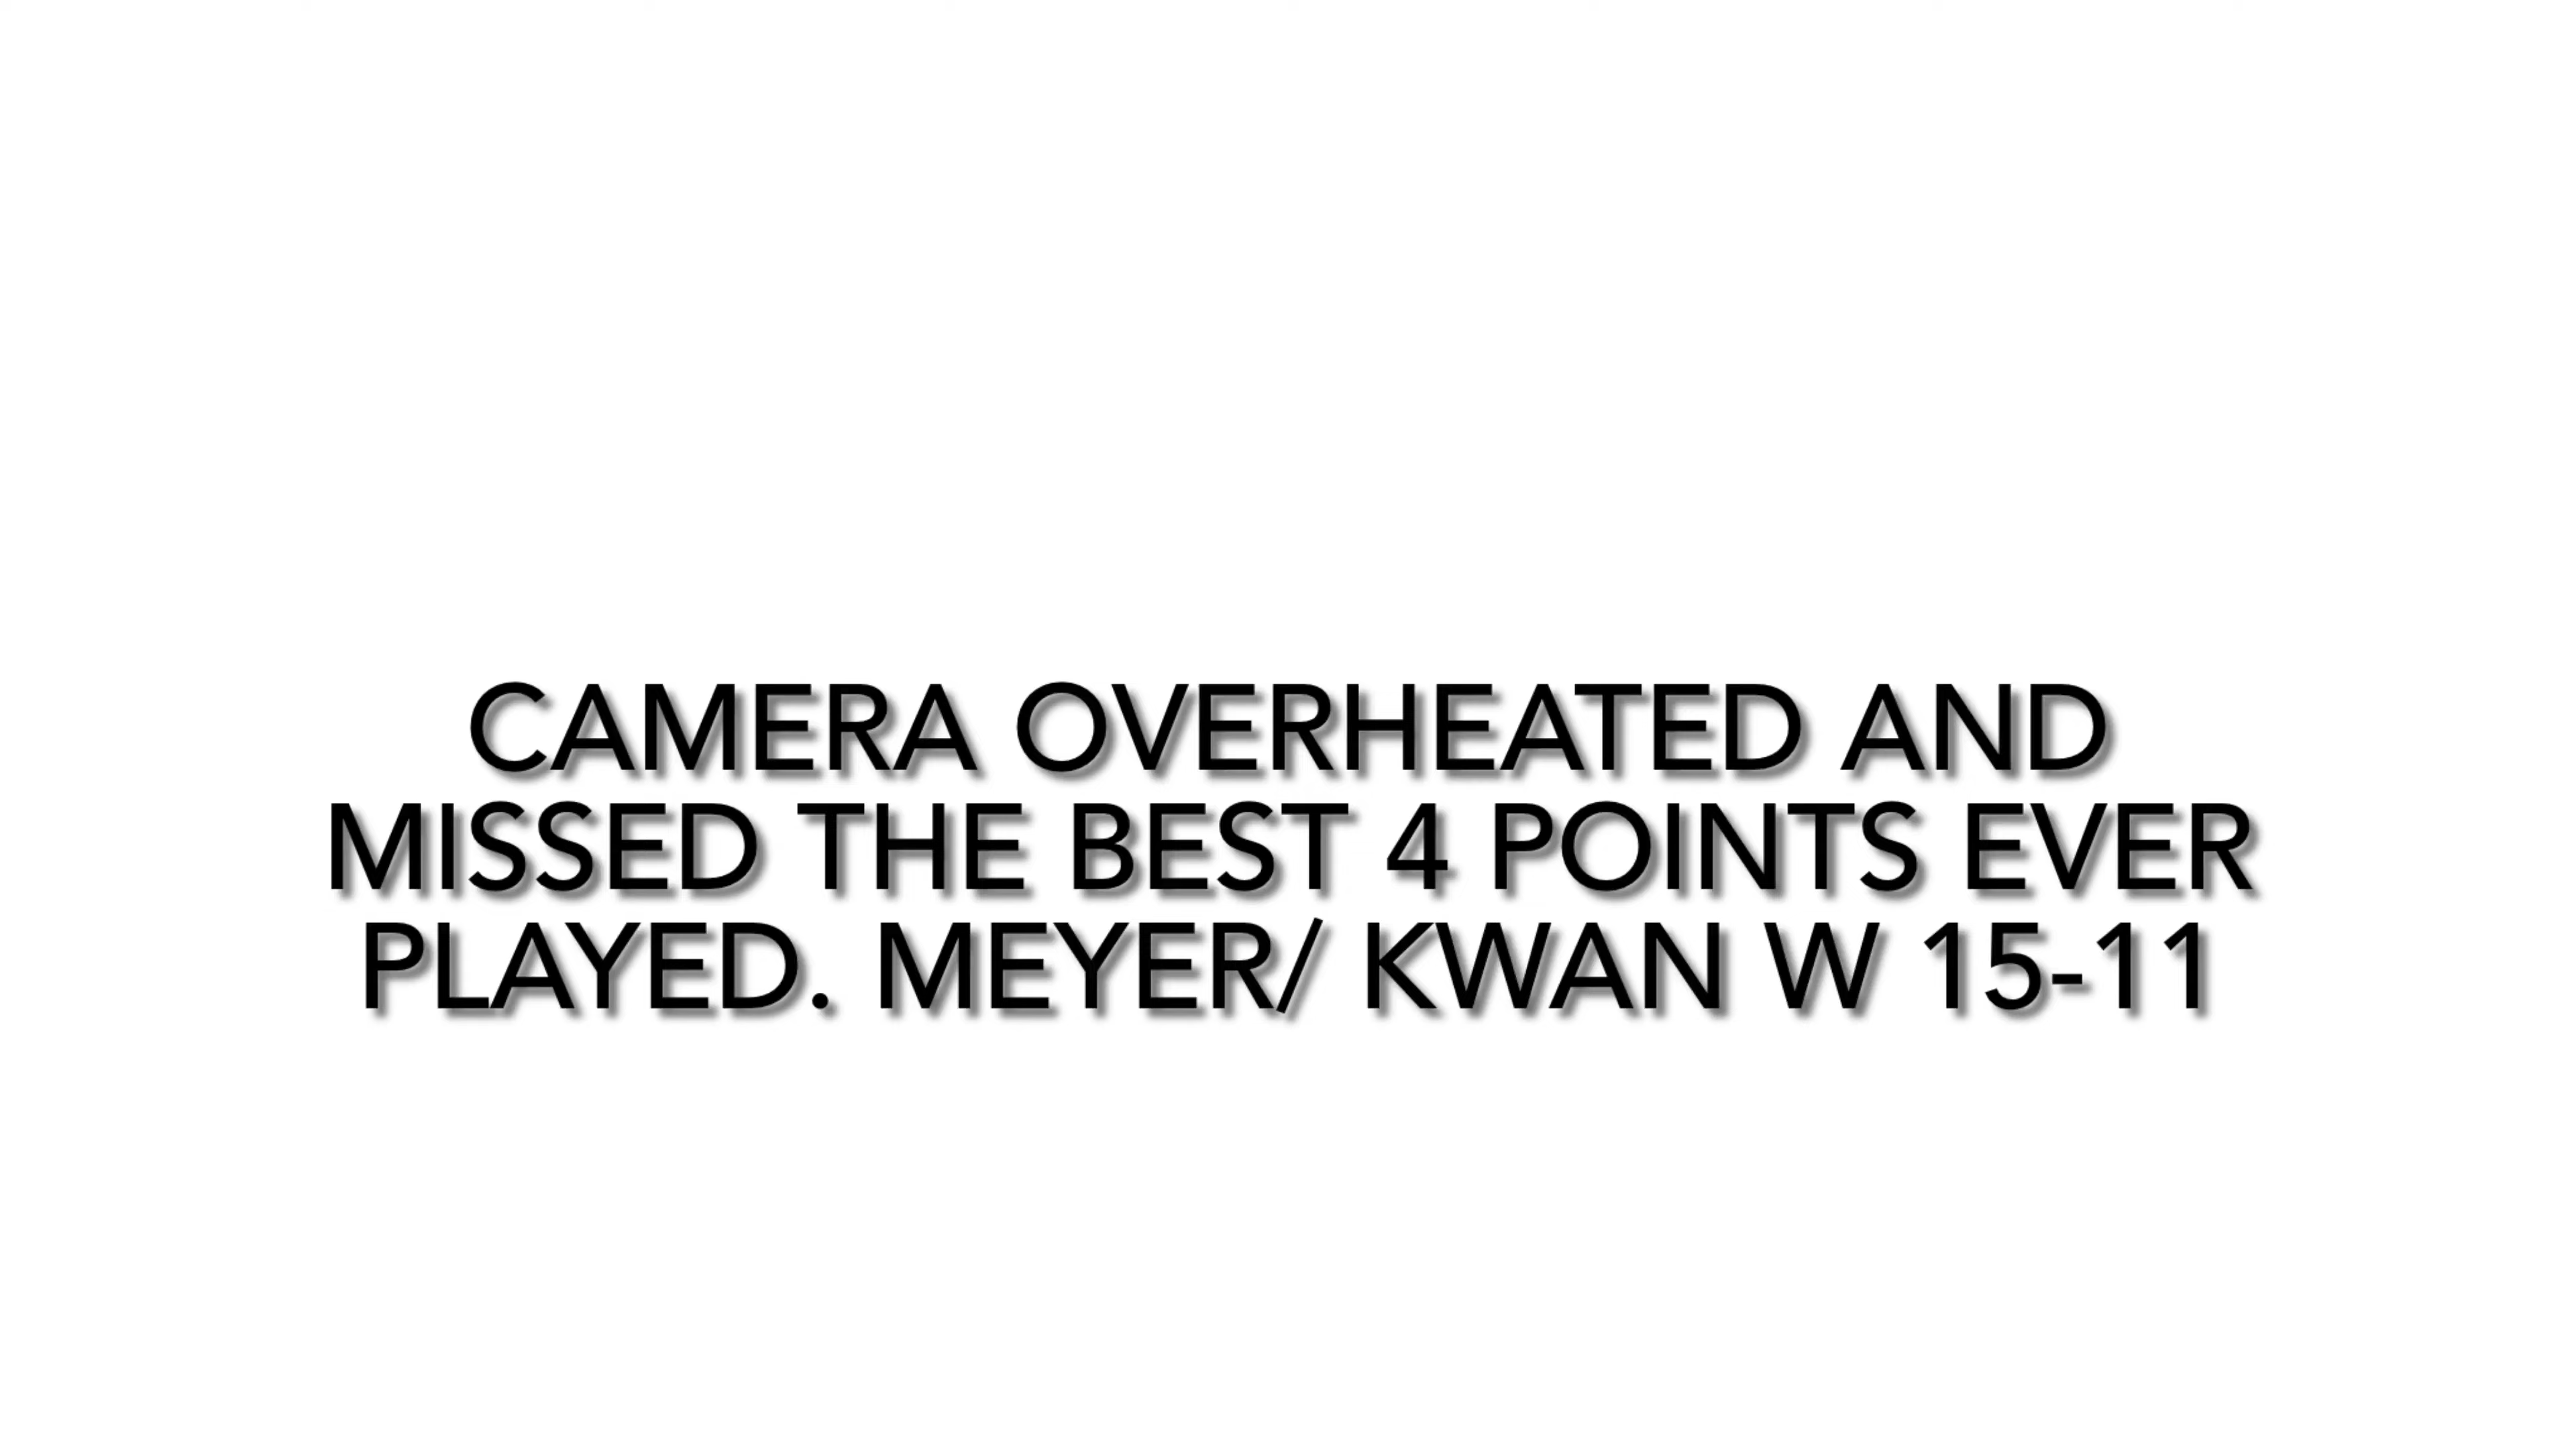 CAMERA OVERHEATED AND
MISSED THE BEST 4 POINTS EVER
PLAYED. MEYER/ KWAN W 15-11